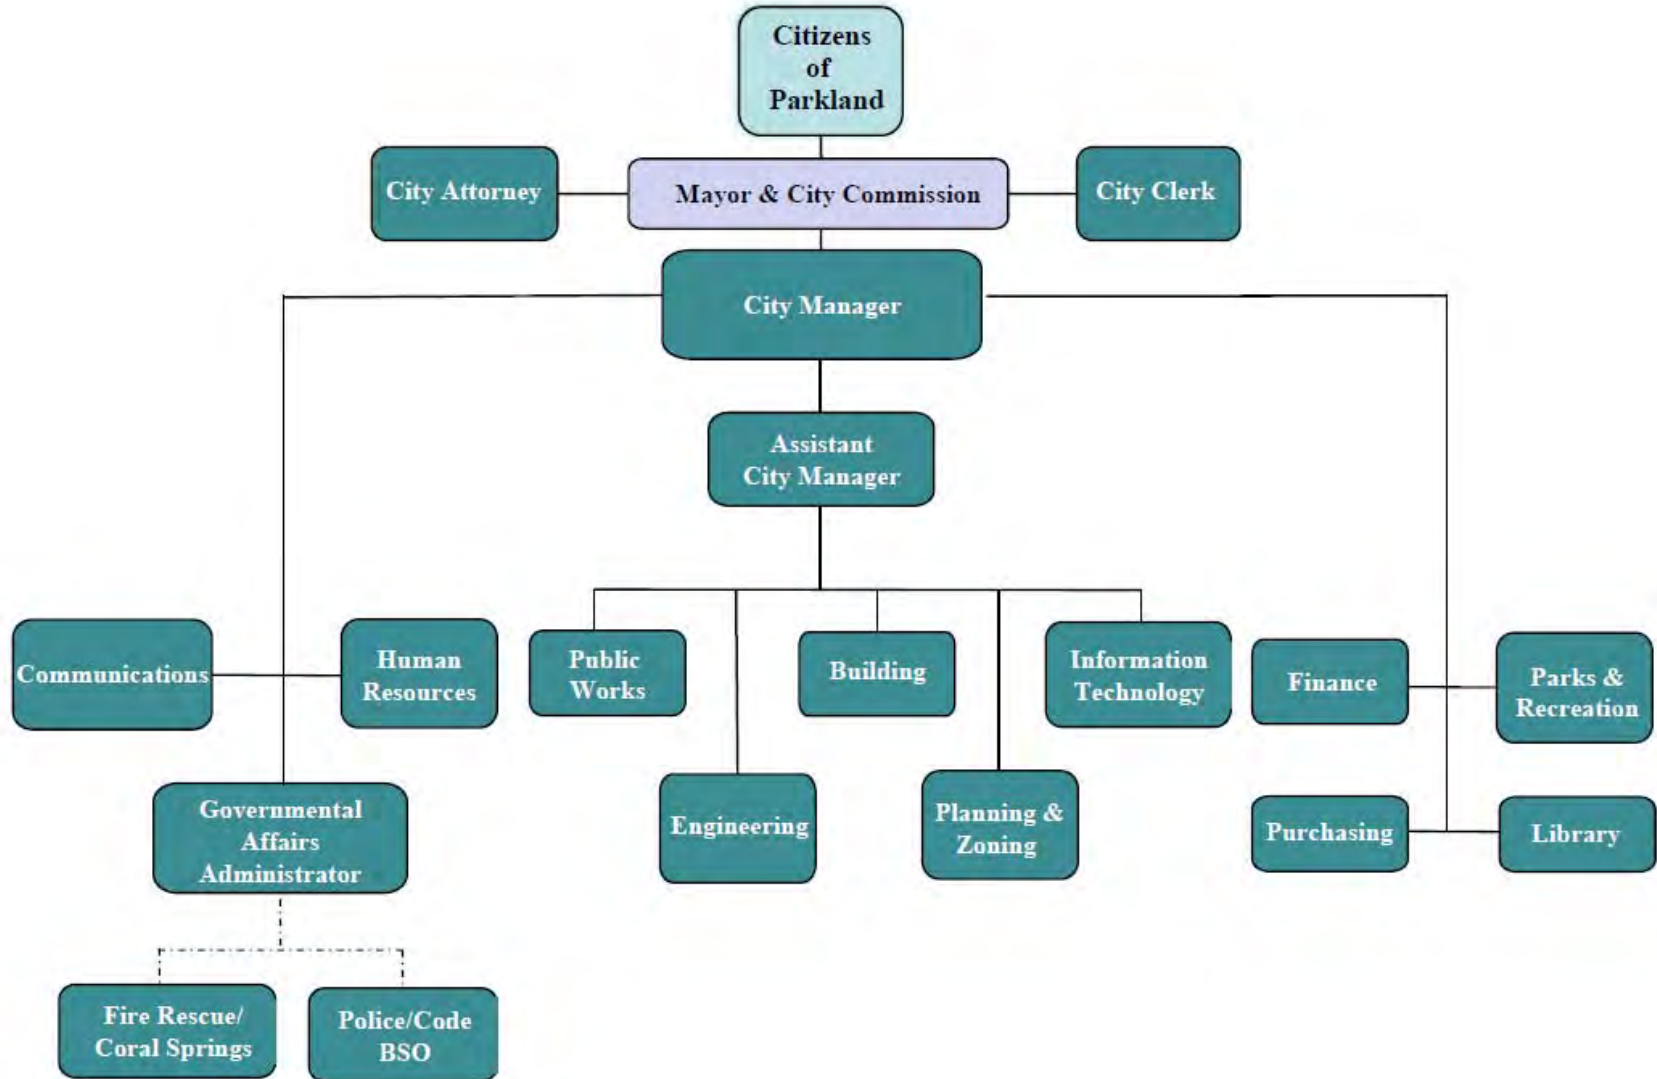 Citizens
of
Parkland
City Attorney
Mayor & City Commission
City Clerk
City Manager
Assistant
City Manager
Communications
Human
Resources
Public
Works
Building
Information
Technology
Finance
Parks &
Recreation
Governmental
Affairs
Administrator
Engineering
Planning &
Zoning
Purchasing
Library
Fire Rescue/
Coral Springs
Police/Code
BSO